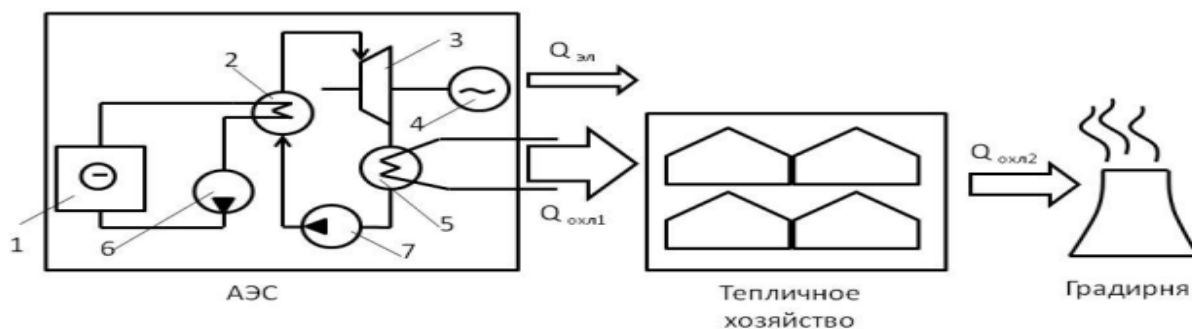 2
3
Q эл
4
1
6
7
5
Q охл1
Q охл2
АЭС
Тепличное
хозяйство
Градирня